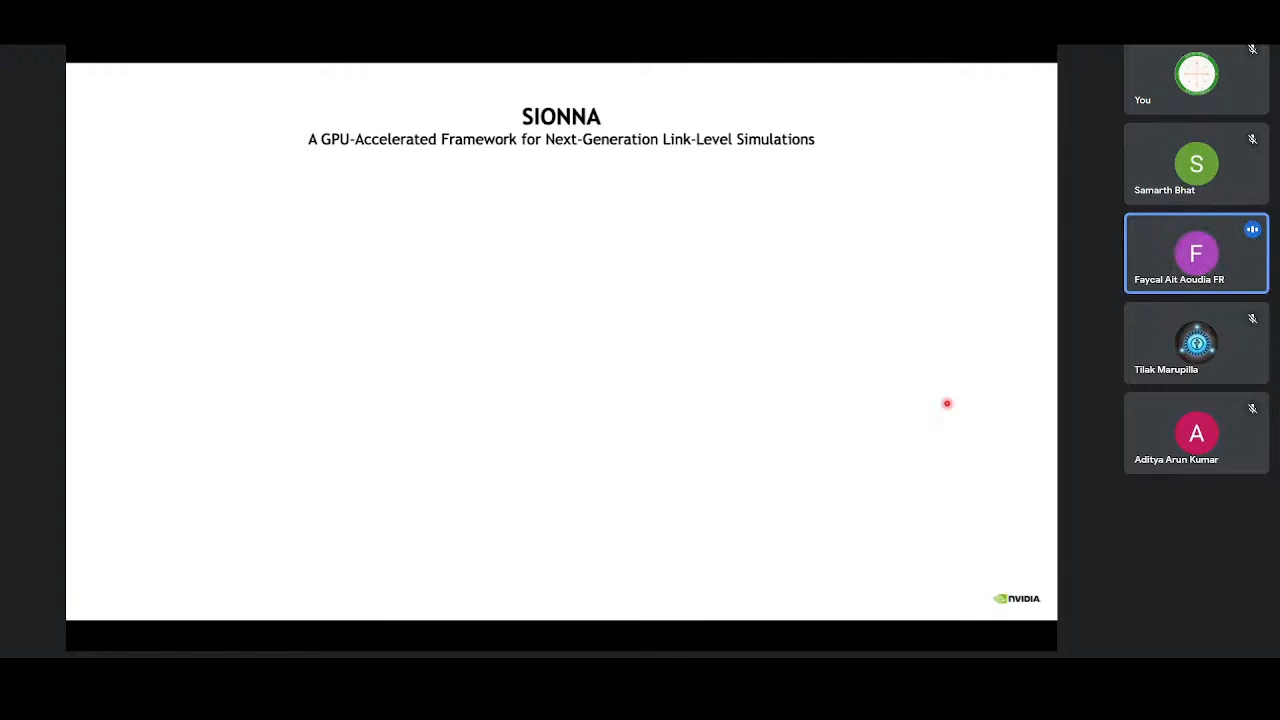 SIONNA
A GPU-Accelerated Framework for Next-Generation Link-Level Simulations
NVIDIA
You
S
Samarth Bhat
F
Faycal Ait Aoudia FR
Tilak Marupilla
A
Aditya Arun Kumar